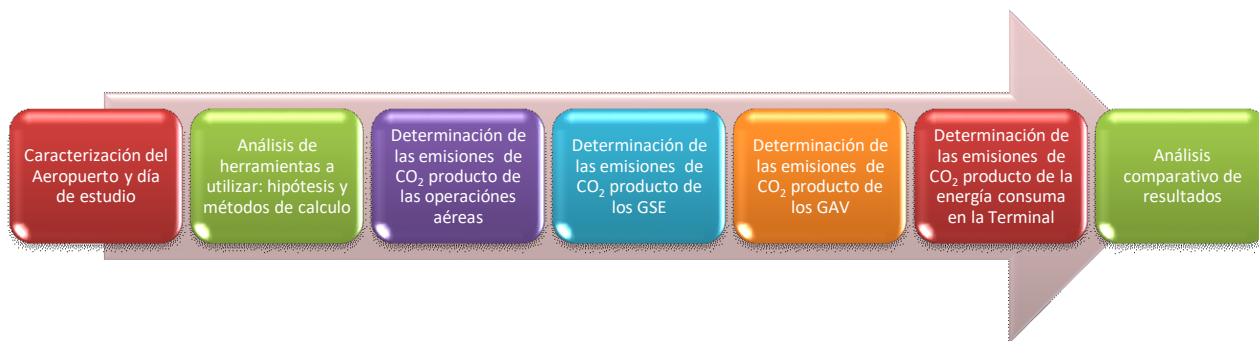 Caracterización del
Aeropuerto y día
de estudio
Análisis de
herramientas a
utilizar: hipótesis y
métodos de calculo
Determinación de
las emisiones de
CO₂ producto de
las operaciónes
aéreas
Determinación de
las emisiones de
CO₂ producto de
los GSE
Determinación de
las emisiones de
CO₂ producto de
los GAV
Determinación de
las emisiones de
CO₂ producto de la
energía consuma
en la Terminal
Análisis
comparativo de
resultados